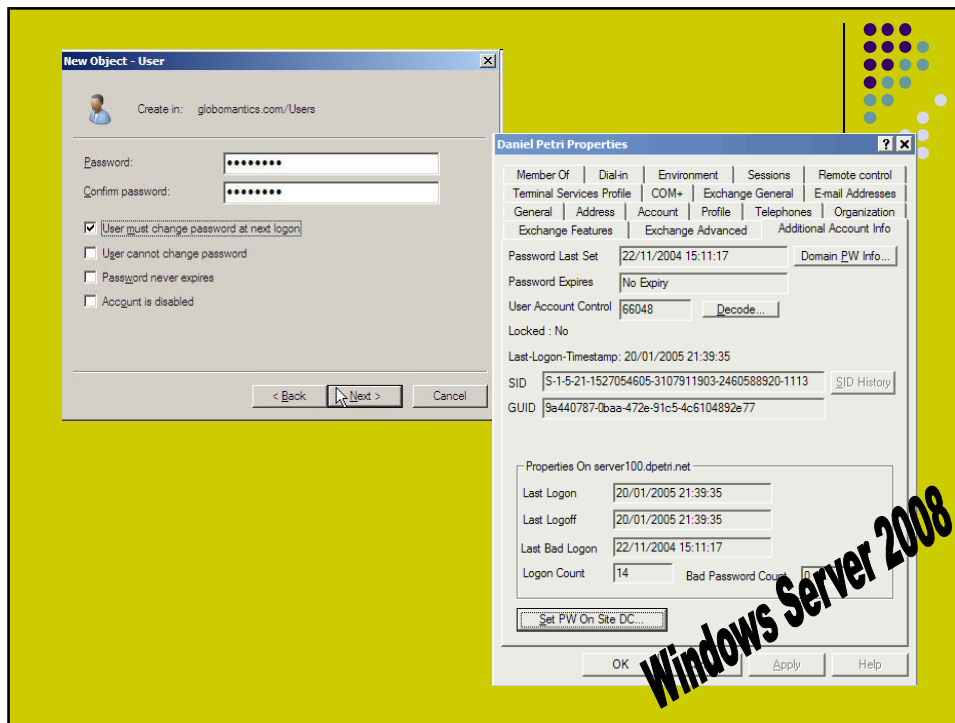 New Object - User
Create in: globomantics.com/Users
Password: ••••••••
Confirm password: ••••••••
User must change password at next logon
User cannot change password
Password never expires
Account is disabled
< Back Next > Cancel
Daniel Petri Properties
Member Of Dial-in Environment Sessions Remote control
Terminal Services Profile COM+ Exchange General E-mail Addresses
General Address Account Profile Telephones Organization
Exchange Features Exchange Advanced Additional Account Info
Password Last Set 22/11/2004 15:11:17 Domain PW Info...
Password Expires No Expiry
User Account Control 66048 Decode...
Locked : No
Last-Logon-Timestamp: 20/01/2005 21:39:35
SID S-1-5-21-1527054605-3107911903-2460588920-1113 SID History
GUID 9a440787-0baa-472e-91c5-4c6104892e77
Properties On server100.dpetri.net
Last Logon 20/01/2005 21:39:35
Last Logoff 20/01/2005 21:39:35
Last Bad Logon 22/11/2004 15:11:17
Logon Count 14 Bad Password Count 0
Set PW On Site DC...
OK Apply Help
Windows Server 2008